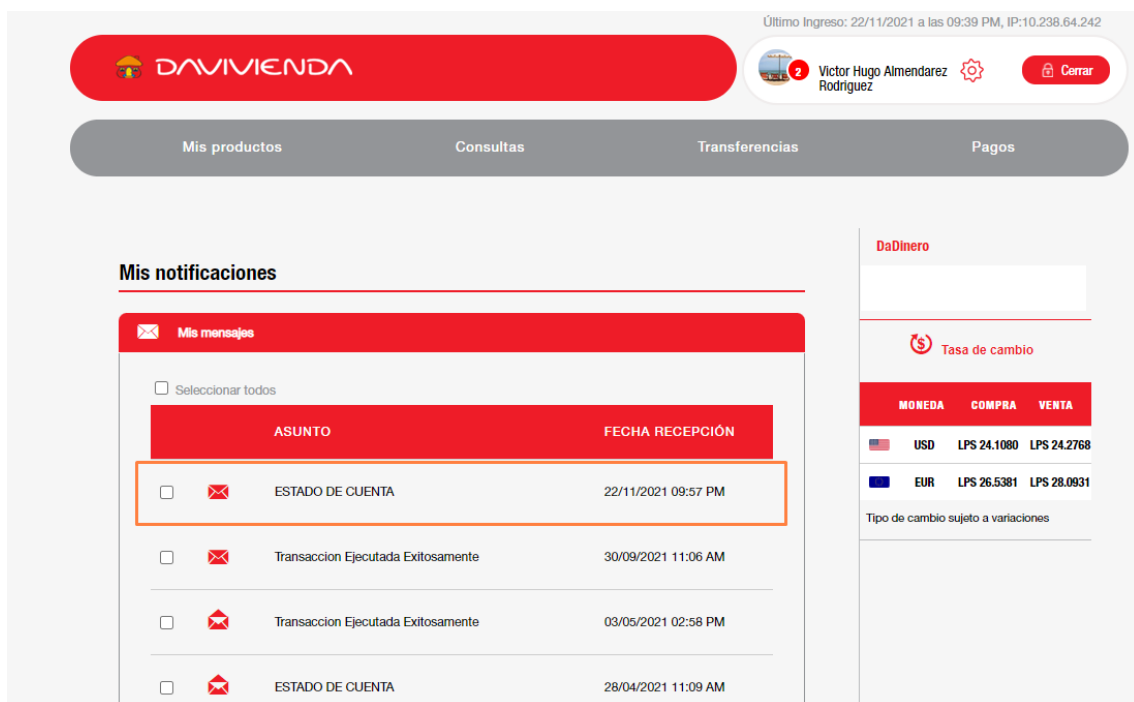 Último Ingreso: 22/11/2021 a las 09:39 PM, IP:10.238.64.242
DAVIVIENDA
2
Victor Hugo Almendarez
Rodriguez
Cerrar
Mis productos Consultas Transferencias Pagos
Mis notificaciones
Mis mensajes
Seleccionar todos
ASUNTO FECHA RECEPCIÓN
ESTADO DE CUENTA 22/11/2021 09:57 PM
Transaccion Ejecutada Exitosamente 30/09/2021 11:06 AM
Transaccion Ejecutada Exitosamente 03/05/2021 02:58 PM
ESTADO DE CUENTA 28/04/2021 11:09 AM
DaDinero
$ Tasa de cambio
MONEDA COMPRA VENTA
USD LPS 24.1080 LPS 24.2768
EUR LPS 26.5381 LPS 28.0931
Tipo de cambio sujeto a variaciones